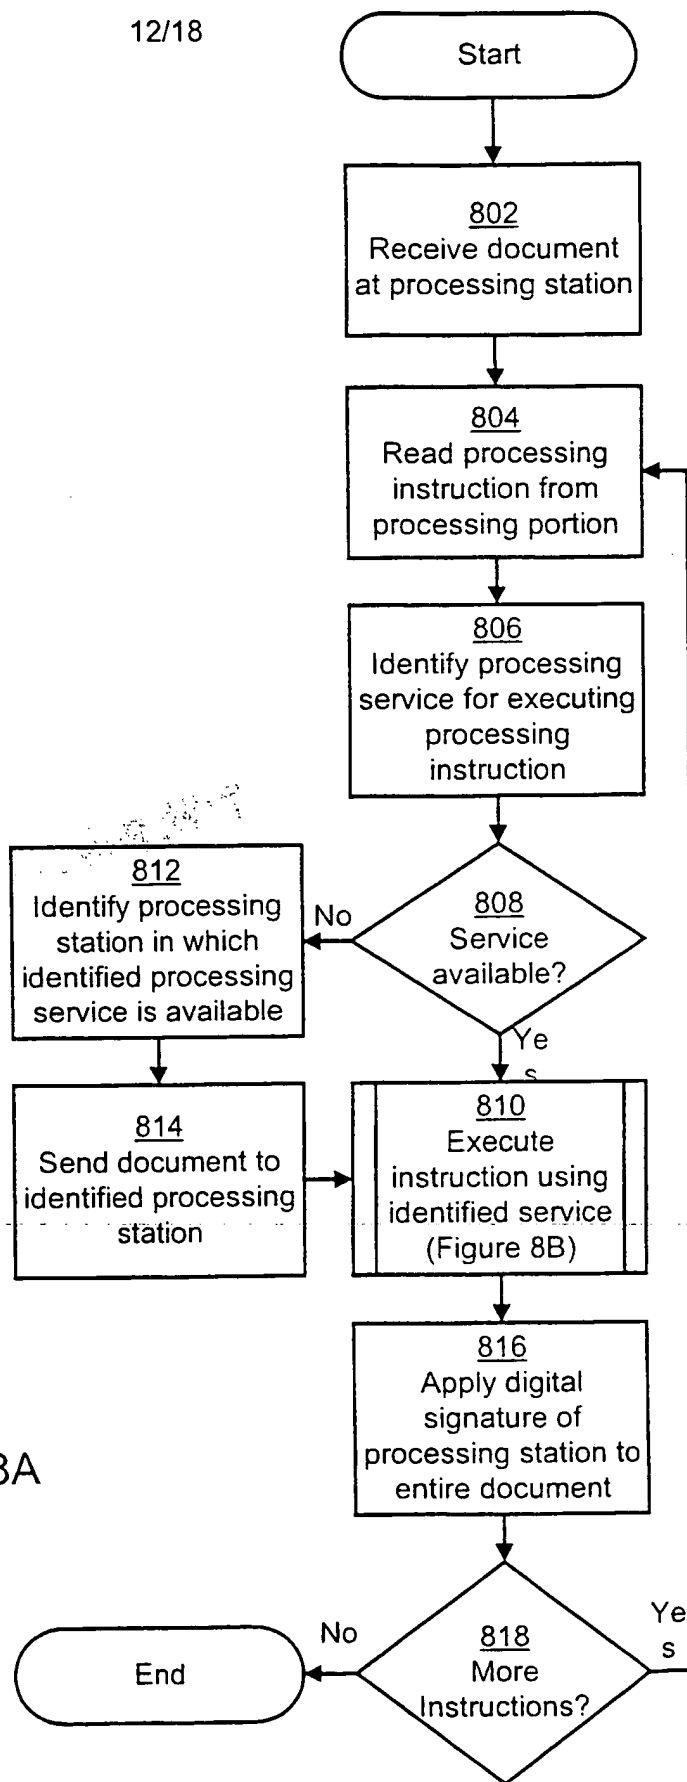 12/18
Start
802
Receive document
at processing station
804
Read processing
instruction from
processing portion
806
Identify processing
service for executing
processing
instruction
812
Identify processing
station in which
identified processing
service is available
No
808
Service
available?
Ye
s
814
Send document to
identified processing
station
810
Execute
instruction using
identified service
(Figure 8B)
816
Apply digital
signature of
processing station to
entire document
8A
End
No
818
More
Instructions?
Ye
s